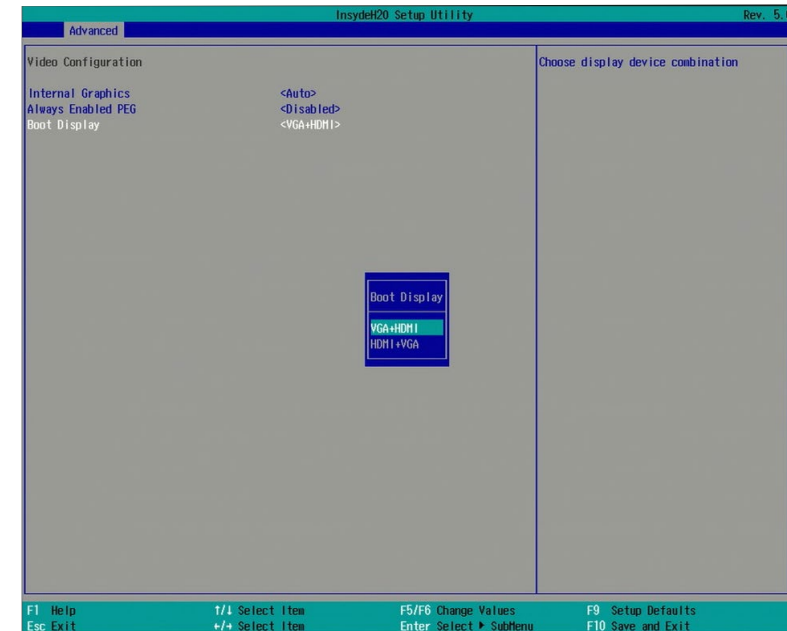 InsydeH20 Setup Utility Rev. 5.
Advanced
Video Configuration
Choose display device combination
Internal Graphics <Auto>
Always Enabled PEG <Disabled>
Boot Display <VGA+HDMI>
Boot Display
VGA+HDMI
HDMI+VGA
F1 Help ↑/↓ Select Item F5/F6 Change Values F9 Setup Defaults
Esc Exit ←/→ Select Item Enter Select ► SubMenu F10 Save and Exit